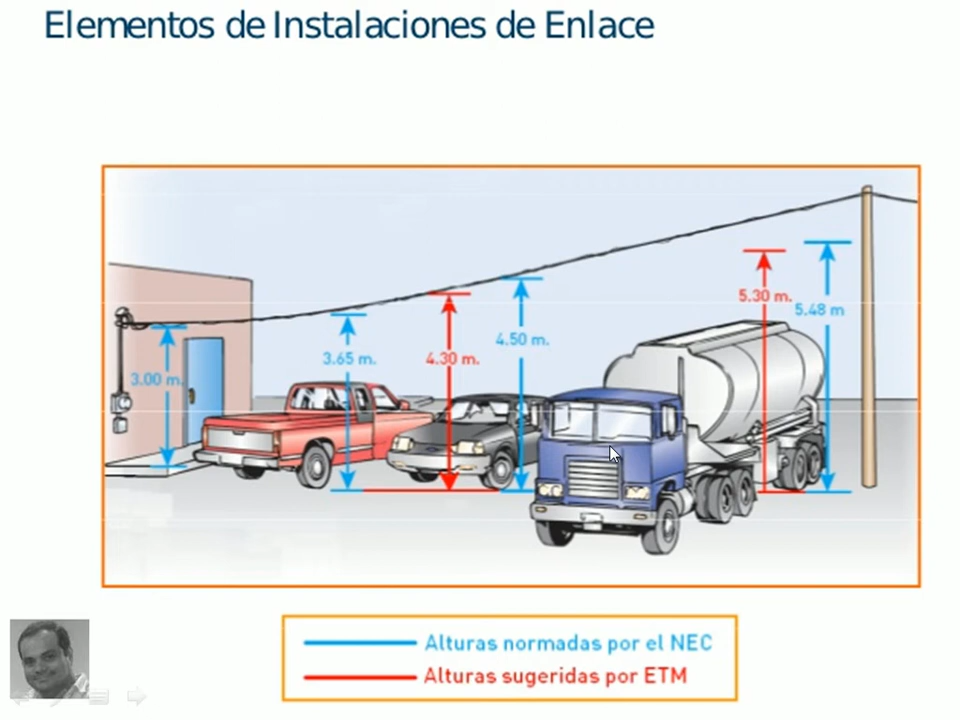 Elementos de Instalaciones de Enlace
5.30 m.
5.48 m
4.50 m.
3.65 m.
4.30 m.
3.00 m.
Alturas normadas por el NEC
Alturas sugeridas por ETM